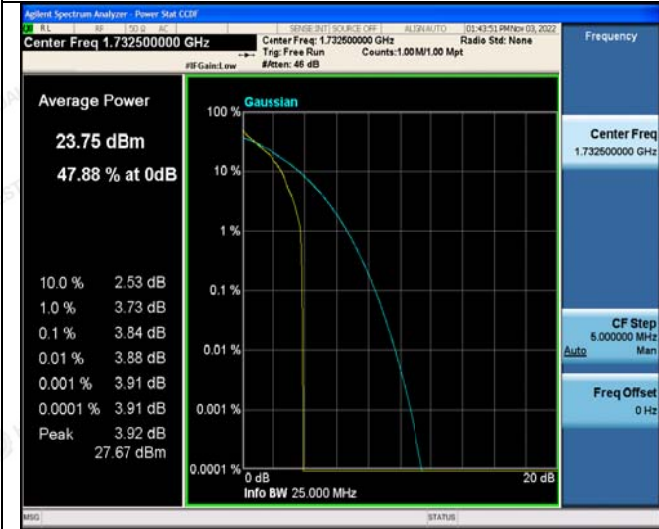 Agilent Spectrum Analyzer - Power Stat CCDF
RL RF 50 Ω AC SENSE:INT SOURCE OFF ALIGNAUTO 01:43:51 PM Nov 03, 2022
Center Freq 1.732500000 GHz
Center Freq: 1.732500000 GHz Radio Std: None
Trig: Free Run Counts:1.00 M/1.00 Mpt
#IFGain:Low #Atten: 46 dB
Frequency
Average Power
23.75 dBm
47.88 % at 0dB
10.0 % 2.53 dB
1.0 % 3.73 dB
0.1 % 3.84 dB
0.01 % 3.88 dB
0.001 % 3.91 dB
0.0001 % 3.91 dB
Peak 3.92 dB
27.67 dBm
Gaussian
100 %
10 %
1 %
0.1 %
0.01 %
0.001 %
0.0001 %
0 dB 20 dB
Info BW 25.000 MHz
Center Freq
1.732500000 GHz
CF Step
5.000000 MHz
Auto Man
Freq Offset
0 Hz
MSG STATUS